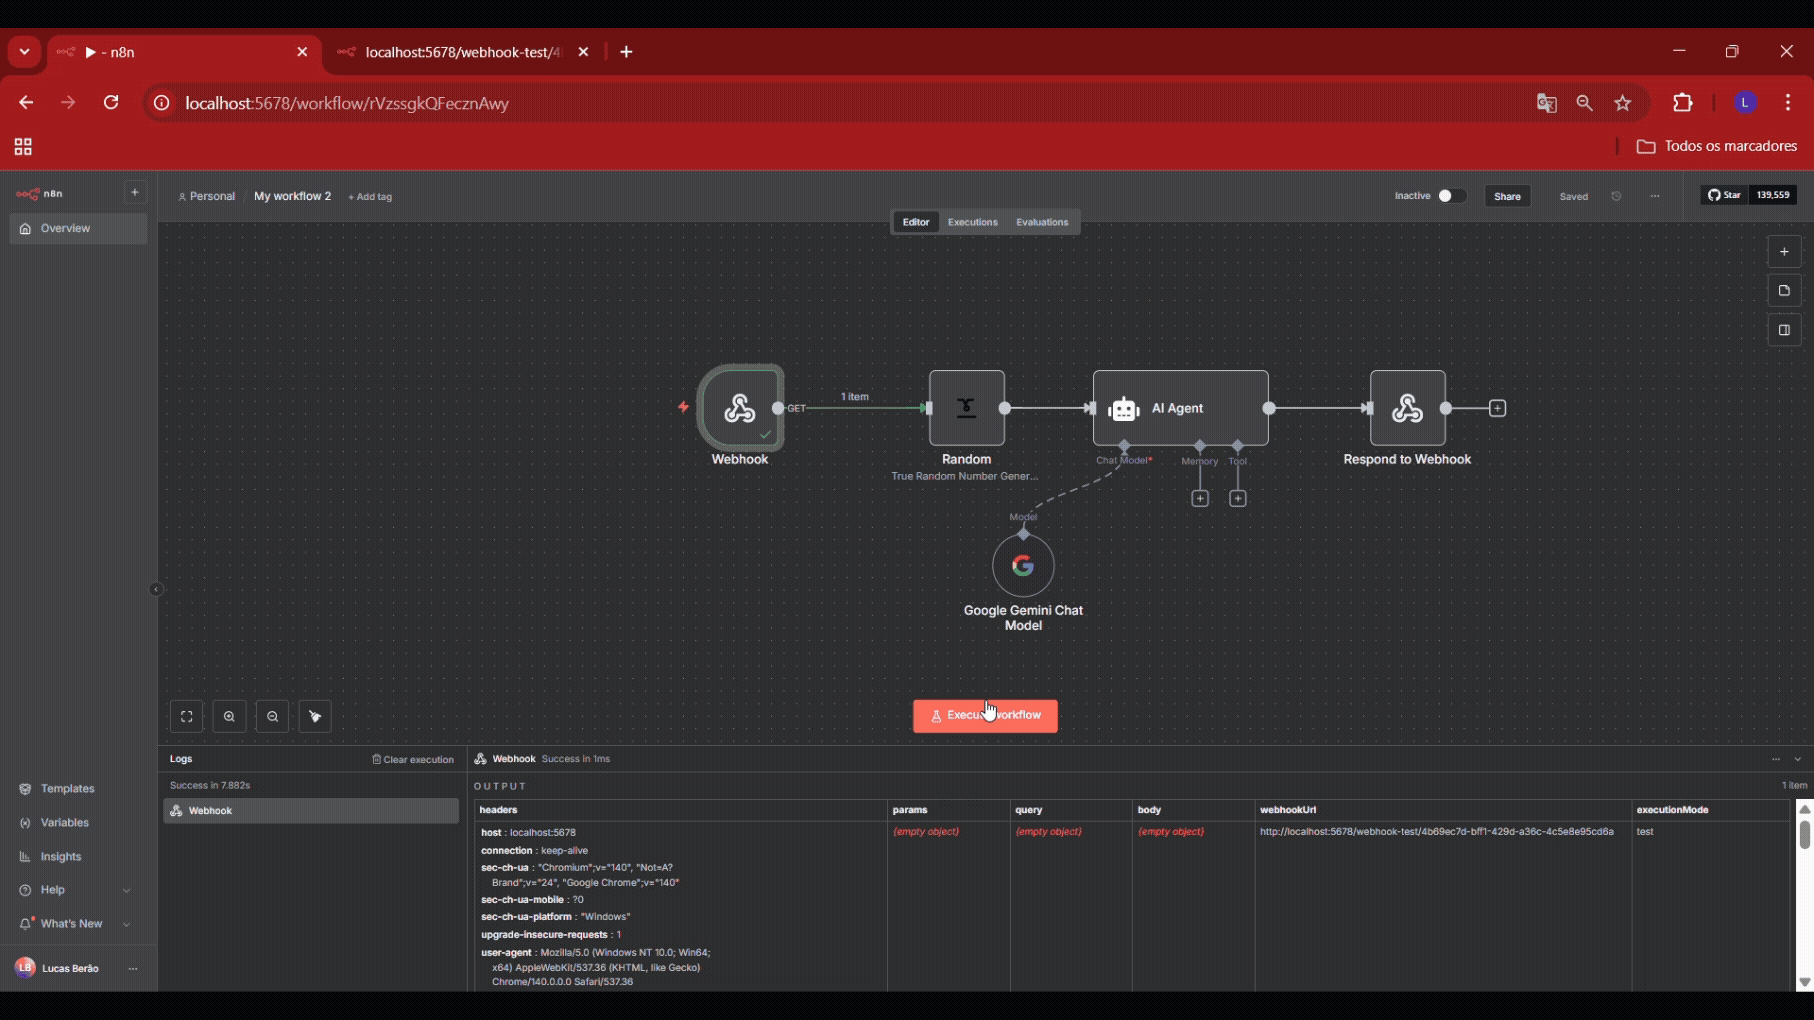 - n8n
localhost:5678/webhook-test/4
localhost:5678/workflow/rVzssgkQFecznAwy
L
Todos os marcadores
n8n
Personal / My workflow 2 + Add tag
Inactive
Share
Saved
Star 139,559
Overview
Editor Executions Evaluations
GET
1 item
AI Agent
Webhook
Random
True Random Number Gener...
Chat Model*
Memory
Tool
Respond to Webhook
Model
Google Gemini Chat
Model
Execu workflow
Logs
Clear execution
Webhook Success in 1ms
Success in 7.882s
OUTPUT
1 item
Webhook
headers params query body webhookUrl executionMode
host : localhost:5678 {empty object} {empty object} {empty object} http://localhost:5678/webhook-test/4b69ec7d-bff1-429d-a36c-4c5e8e95cd6a test
connection : keep-alive
sec-ch-ua : "Chromium";v="140", "Not=A?
Brand";v="24", "Google Chrome";v="140"
sec-ch-ua-mobile : ?0
sec-ch-ua-platform : "Windows"
upgrade-insecure-requests : 1
user-agent : Mozilla/5.0 (Windows NT 10.0; Win64;
x64) AppleWebKit/537.36 (KHTML, like Gecko)
Chrome/140.0.0.0 Safari/537.36
Templates
Variables
Insights
Help
What's New
LB Lucas Berão